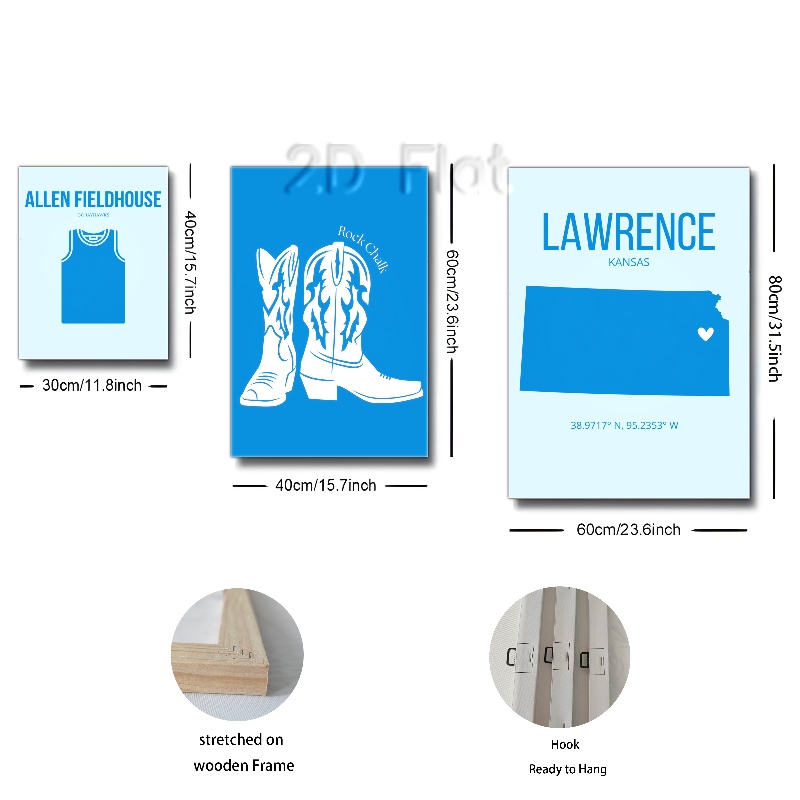 2D Flat
ALLEN FIELDHOUSE
GO JAYHAWKS
40cm/15.7inch
30cm/11.8inch
Rock Chalk
60cm/23.6inch
40cm/15.7inch
LAWRENCE
KANSAS
38.9717° N, 95.2353° W
80cm/31.5inch
60cm/23.6inch
stretched on
wooden Frame
Hook
Ready to Hang